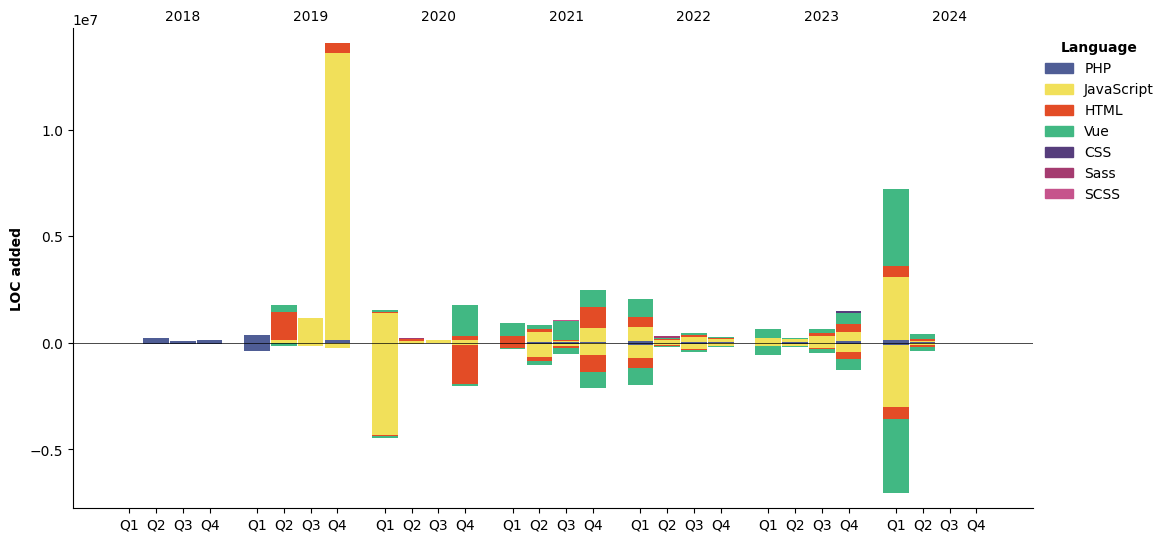 1e7
2018 2019 2020 2021 2022 2023 2024
Language
PHP
JavaScript
HTML
Vue
CSS
Sass
SCSS
1.0
0.5
0.0
−0.5
LOC added
Q1 Q2 Q3 Q4 Q1 Q2 Q3 Q4 Q1 Q2 Q3 Q4 Q1 Q2 Q3 Q4 Q1 Q2 Q3 Q4 Q1 Q2 Q3 Q4 Q1 Q2 Q3 Q4